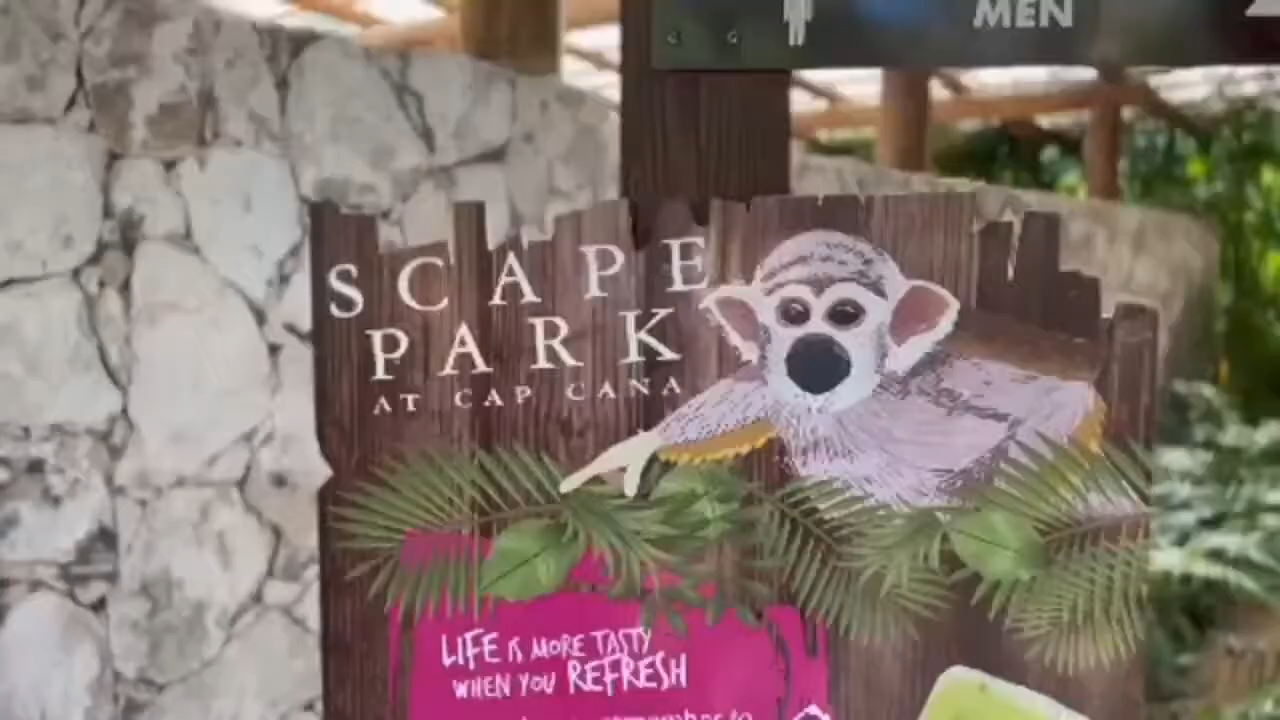 MEN
SCAPE
PARK
AT CAP CANA
LIFE IS MORE TASTY
WHEN YOU REFRESH